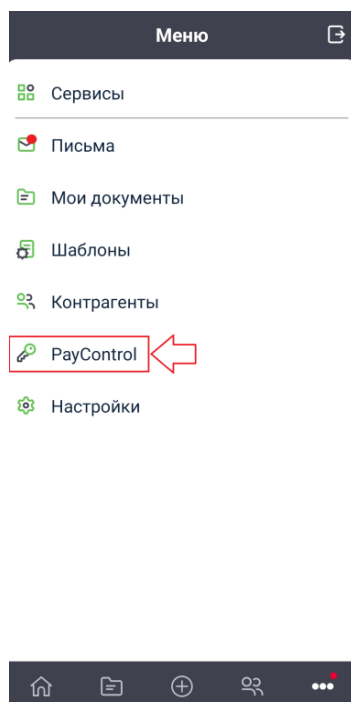 Меню
Сервисы
Письма
Мои документы
Шаблоны
Контрагенты
PayControl
Настройки